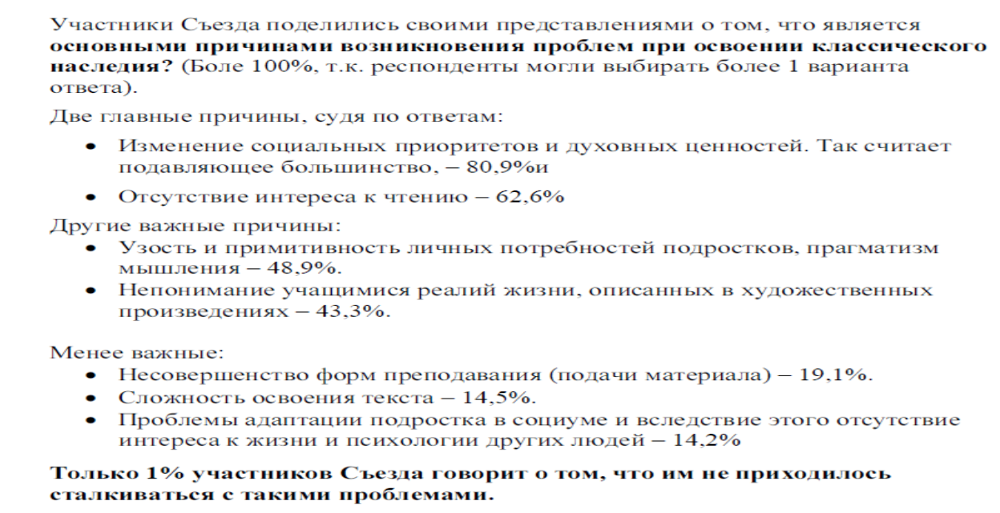 Участники Съезда поделились своими представлениями о том, что является
основными причинами возникновения проблем при освоении классического
наследия? (Боле 100%, т.к. респонденты могли выбирать более 1 варианта
ответа).
Две главные причины, судя по ответам:
• Изменение социальных приоритетов и духовных ценностей. Так считает
подавляющее большинство, – 80,9%и
• Отсутствие интереса к чтению – 62,6%
Другие важные причины:
• Узость и примитивность личных потребностей подростков, прагматизм
мышления – 48,9%.
• Непонимание учащимися реалий жизни, описанных в художественных
произведениях – 43,3%.
Менее важные:
• Несовершенство форм преподавания (подачи материала) – 19,1%.
• Сложность освоения текста – 14,5%.
• Проблемы адаптации подростка в социуме и вследствие этого отсутствие
интереса к жизни и психологии других людей – 14,2%
Только 1% участников Съезда говорит о том, что им не приходилось
сталкиваться с такими проблемами.